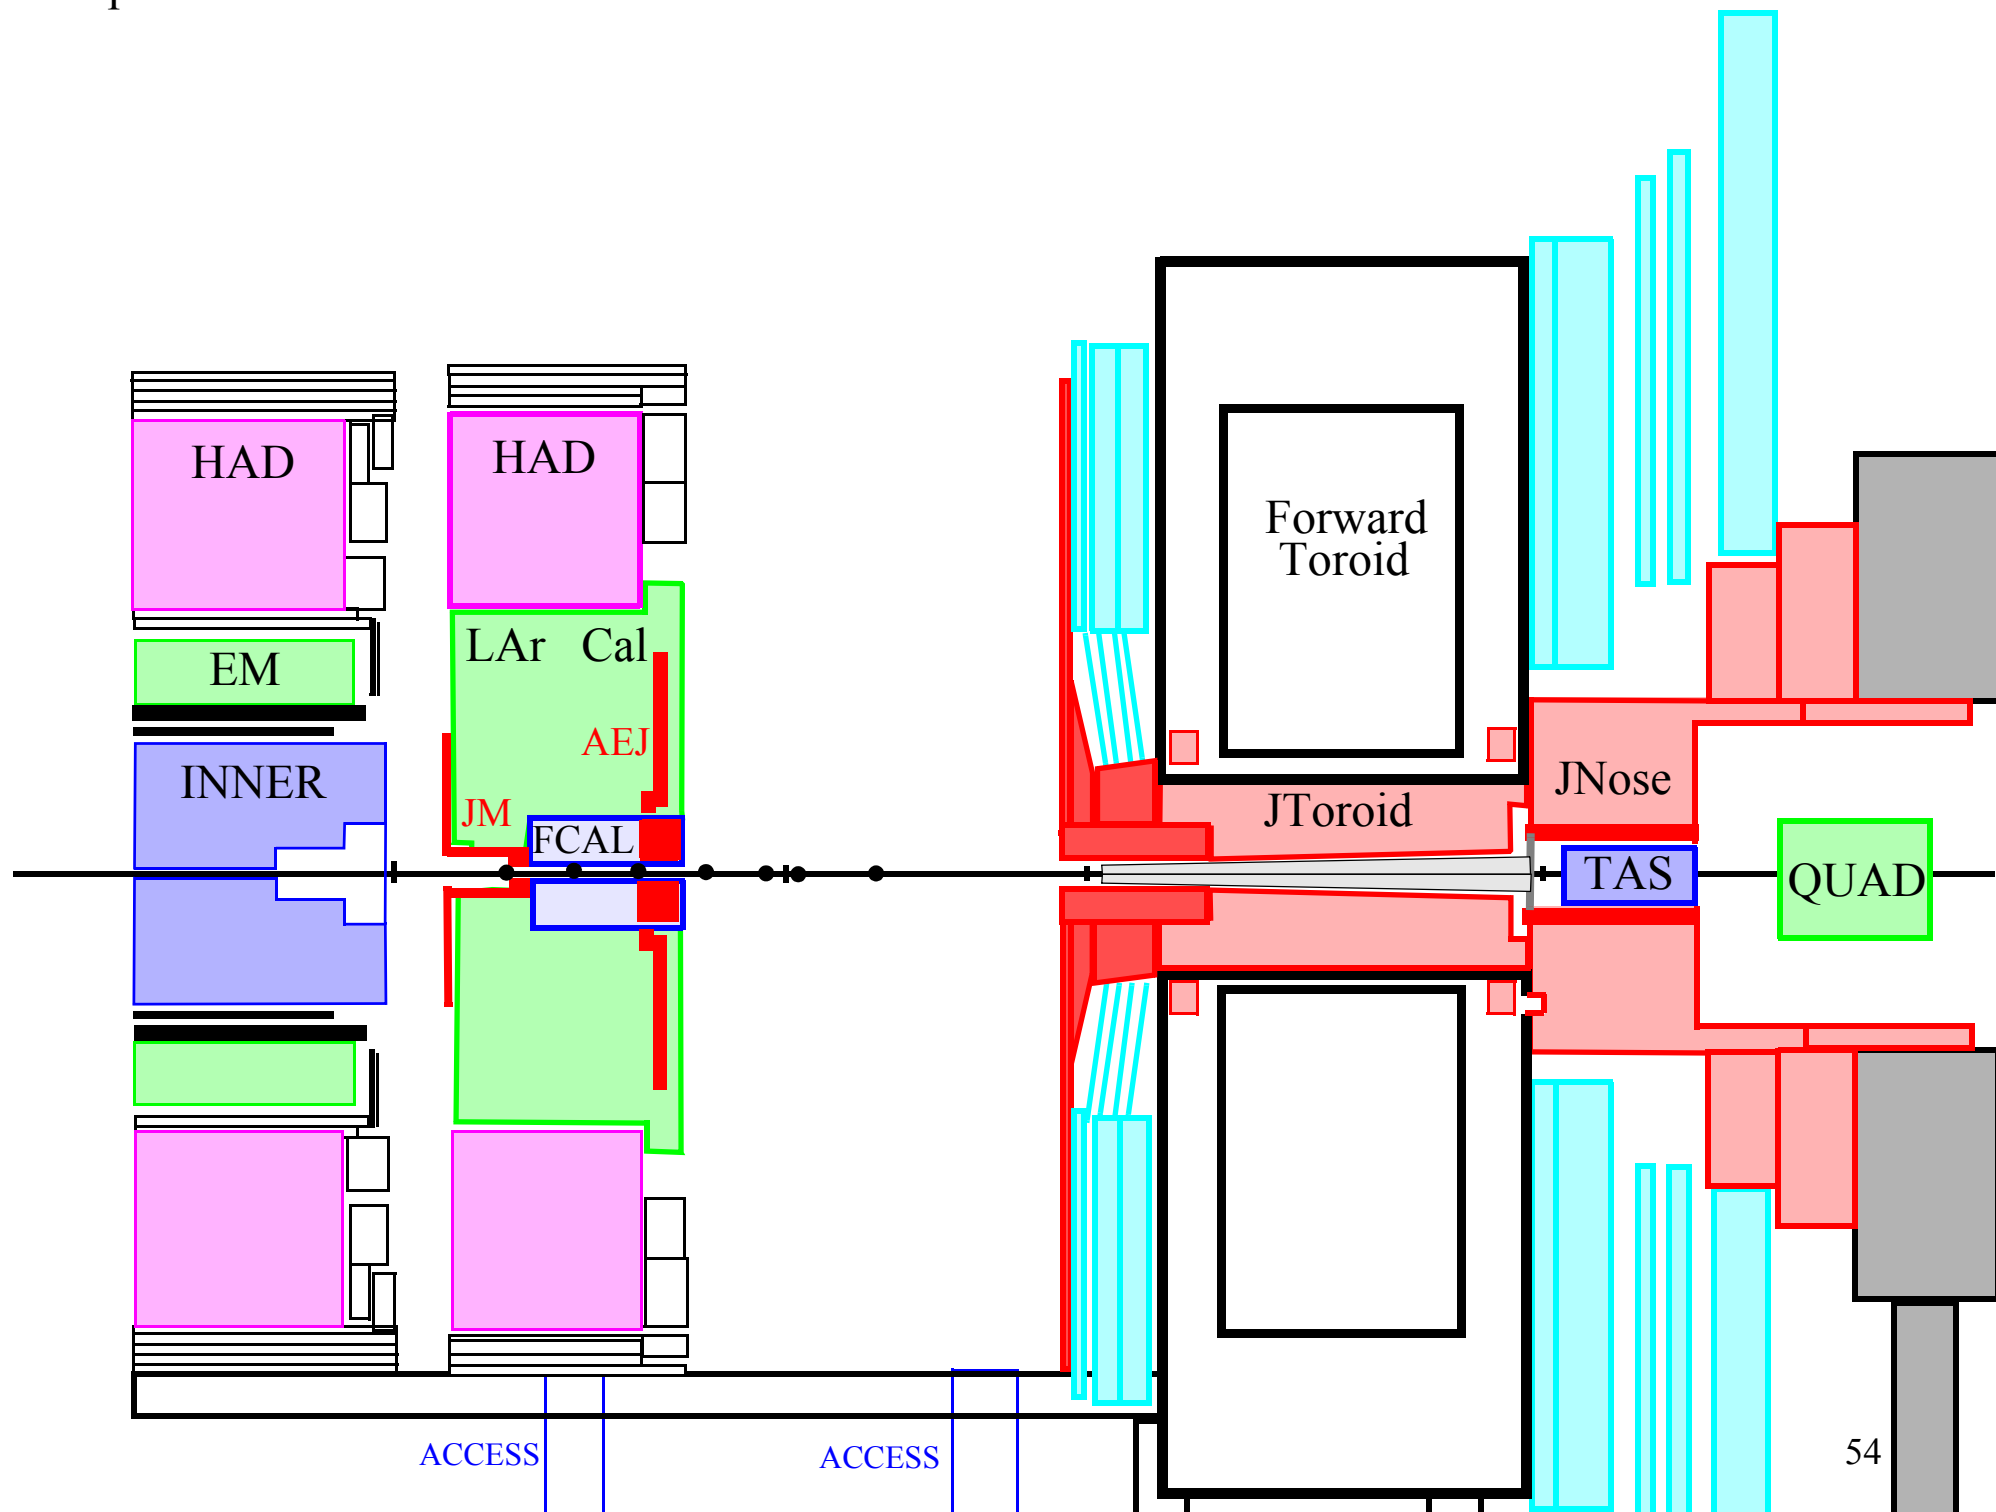 HAD
HAD
Forward
Toroid
LAr Cal
EM
AEJ
INNER
JNose
JM
JToroid
FCAL
TAS
QUAD
ACCESS
ACCESS
54